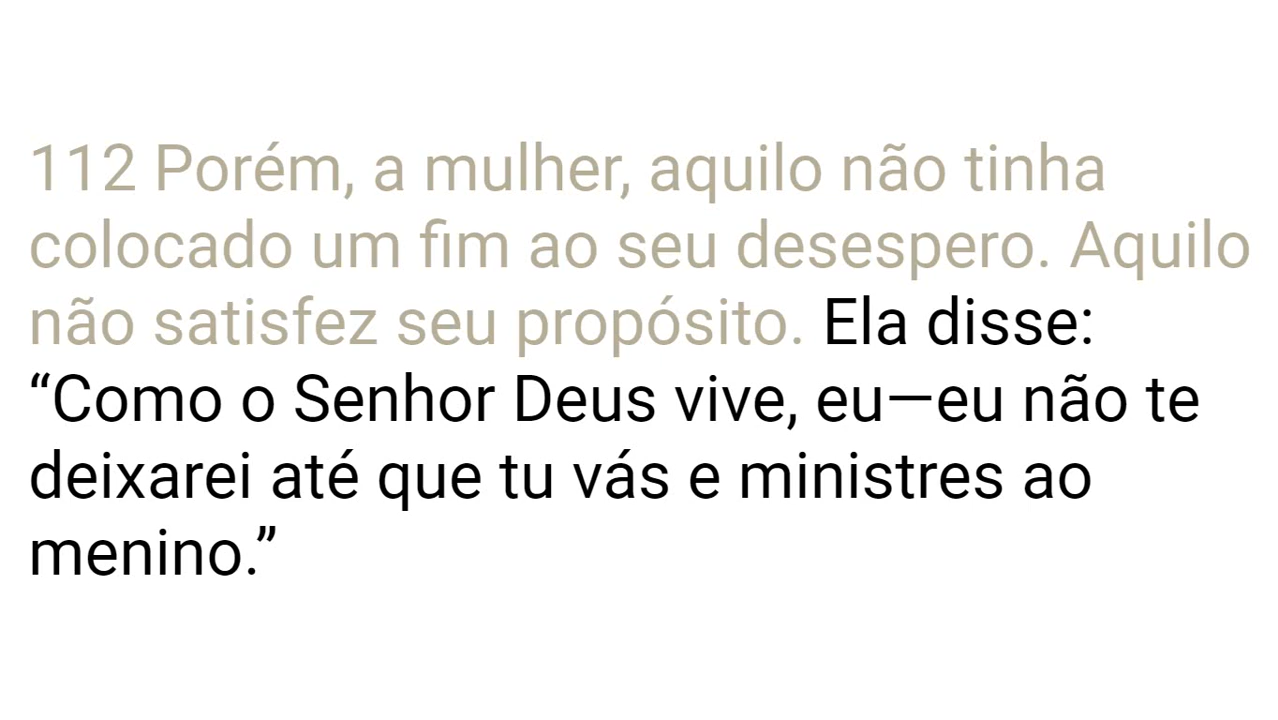 112 Porém, a mulher, aquilo não tinha
colocado um fim ao seu desespero. Aquilo
não satisfez seu propósito. Ela disse:
“Como o Senhor Deus vive, eu—eu não te
deixarei até que tu vás e ministres ao
menino.”